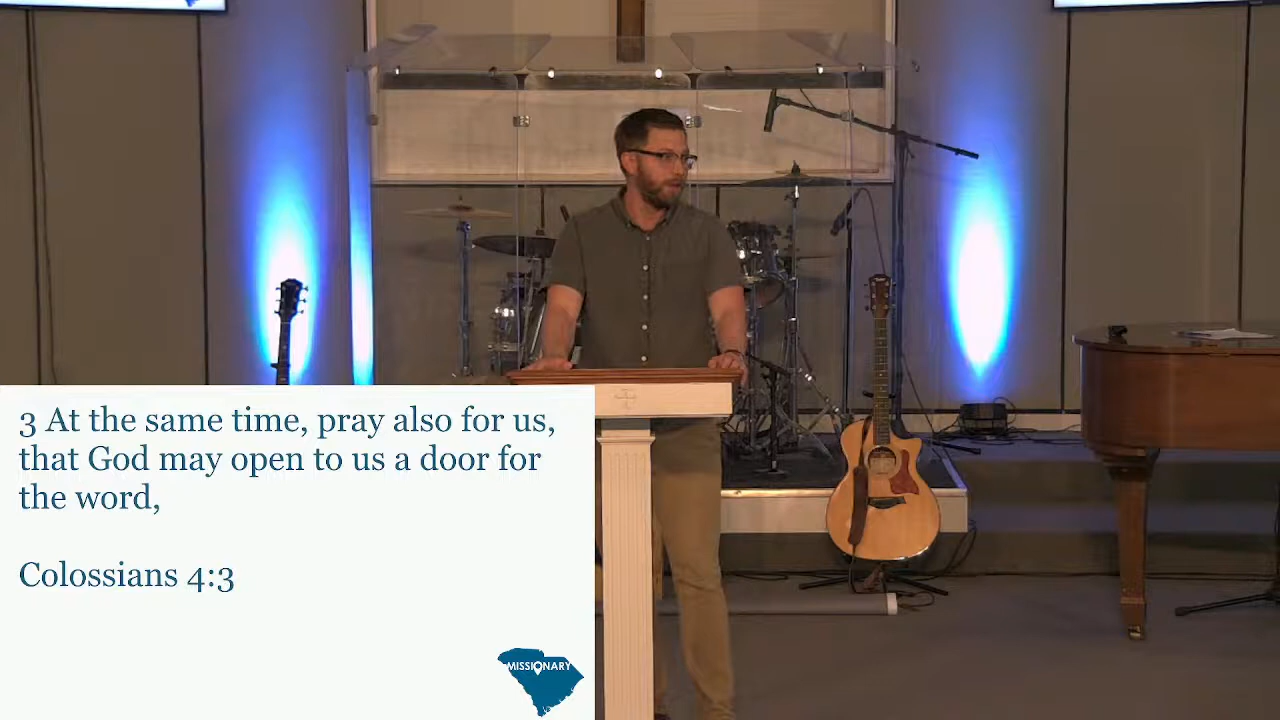 3 At the same time, pray also for us,
that God may open to us a door for
the word,
Colossians 4:3
MISSIONARY